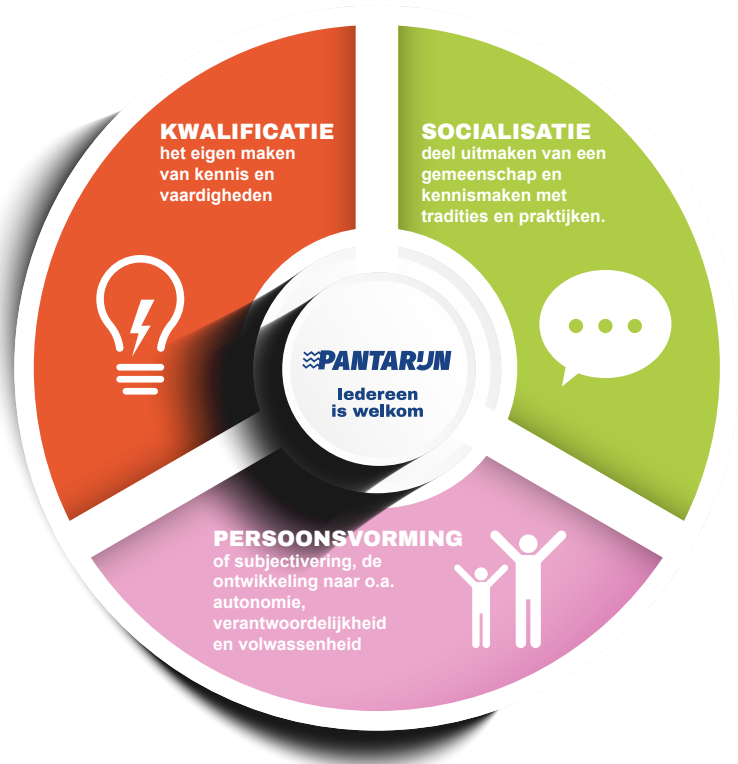 KWALIFICATIE
het eigen maken
van kennis en
vaardigheden
SOCIALISATIE
deel uitmaken van een
gemeenschap en
kennismaken met
tradities en praktijken.
PANTARIJN
Iedereen
is welkom
PERSOONSVORMING
of subjectivering, de
ontwikkeling naar o.a.
autonomie,
verantwoordelijkheid
en volwassenheid